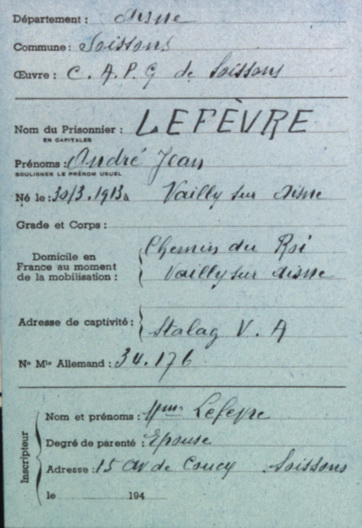 Département : Aisne
Commune : Soissons
Œuvre : C. A. P. G de Soissons
Nom du Prisonnier : LEFÈVRE
EN CAPITALES
Prénoms : André Jean
SOULIGNER LE PRÉNOM USUEL
Né le : 30/3.1913 à Vailly sur Aisne
Grade et Corps :
Domicile en
France au moment
de la mobilisation :
Chemin du Roi
Vailly sur Aisne
Adresse de captivité :
Stalag V. A
No Mle Allemand : 34.176
Inscripteur
Nom et prénoms : Mme Lefèvre
Degré de parenté : Epouse
Adresse : 15 av de Coucy Soissons
le 194